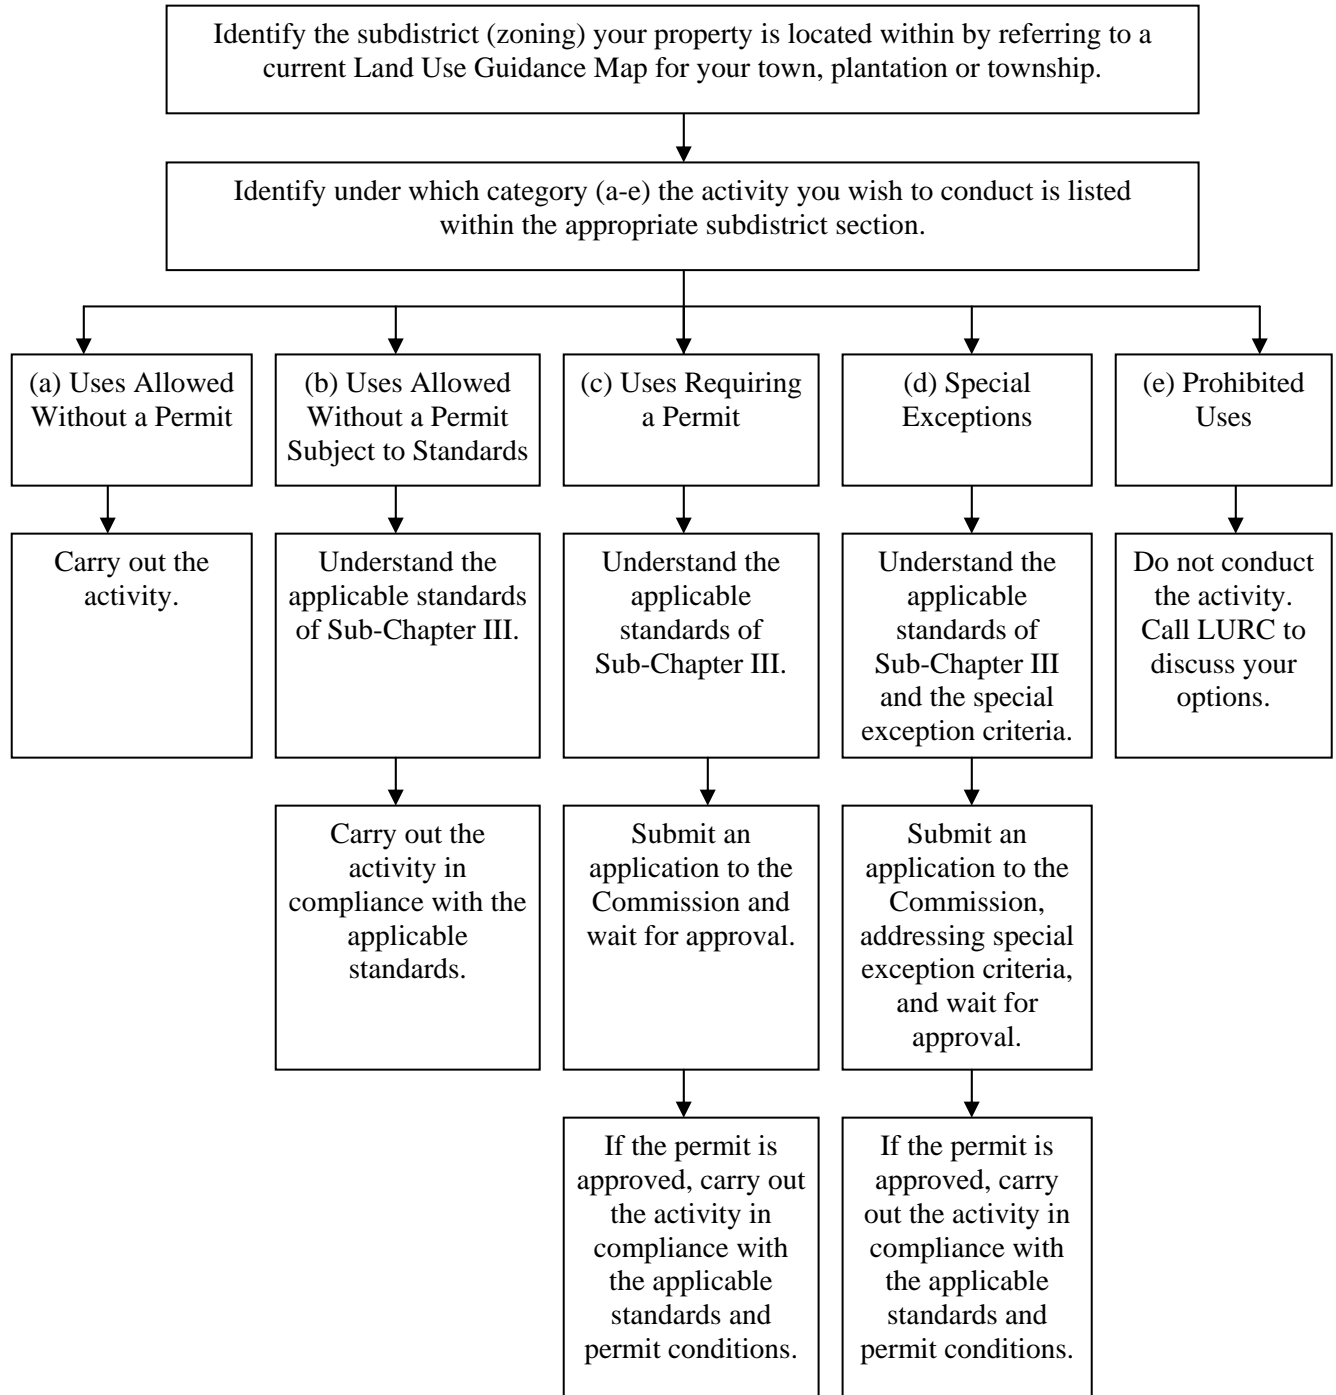 Identify the subdistrict (zoning) your property is located within by referring to a
current Land Use Guidance Map for your town, plantation or township.
Identify under which category (a-e) the activity you wish to conduct is listed
within the appropriate subdistrict section.
(a) Uses Allowed
Without a Permit
(b) Uses Allowed
Without a Permit
Subject to Standards
(c) Uses Requiring
a Permit
(d) Special
Exceptions
(e) Prohibited
Uses
Carry out the
activity.
Understand the
applicable standards
of Sub-Chapter III.
Understand the
applicable
standards of
Sub-Chapter III.
Understand the
applicable
standards of
Sub-Chapter III
and the special
exception criteria.
Do not conduct
the activity.
Call LURC to
discuss your
options.
Carry out the
activity in
compliance with the
applicable
standards.
Submit an
application to the
Commission and
wait for approval.
Submit an
application to the
Commission,
addressing special
exception criteria,
and wait for
approval.
If the permit is
approved, carry out
the activity in
compliance with
the applicable
standards and
permit conditions.
If the permit is
approved, carry
out the activity in
compliance with
the applicable
standards and
permit conditions.